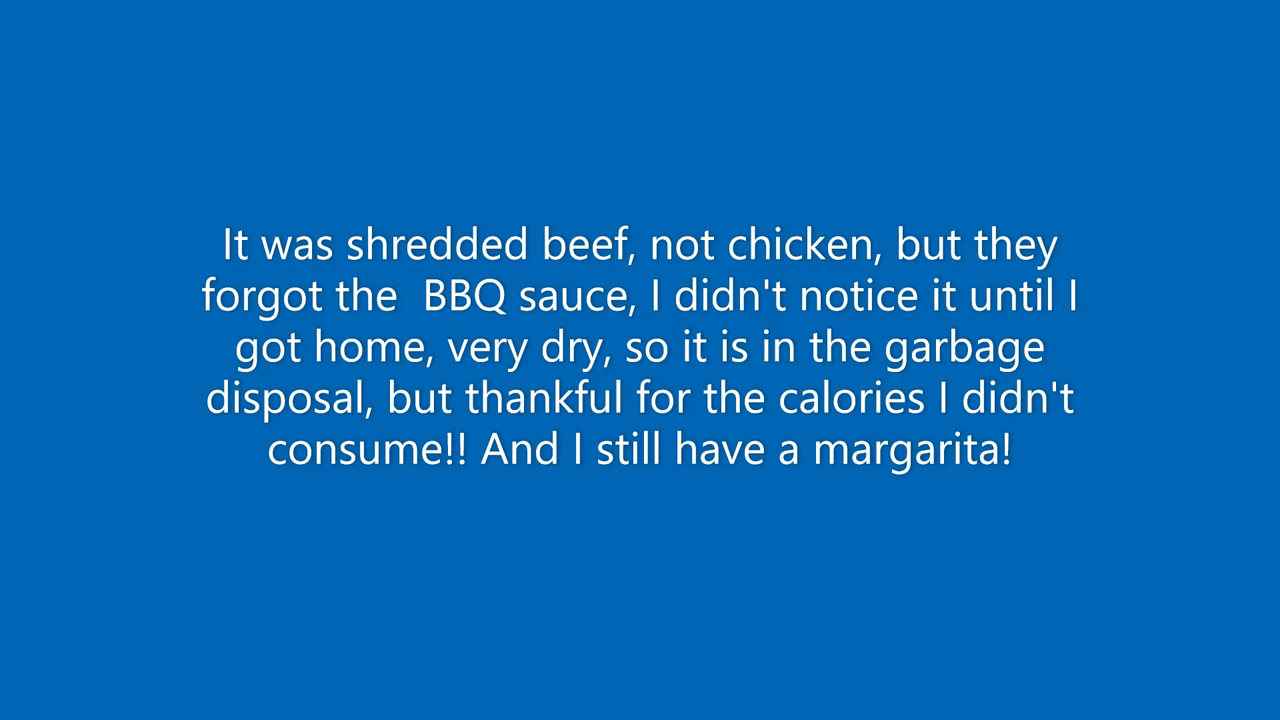 It was shredded beef, not chicken, but they
forgot the  BBQ sauce, I didn't notice it until I
got home, very dry, so it is in the garbage
disposal, but thankful for the calories I didn't
consume!! And I still have a margarita!